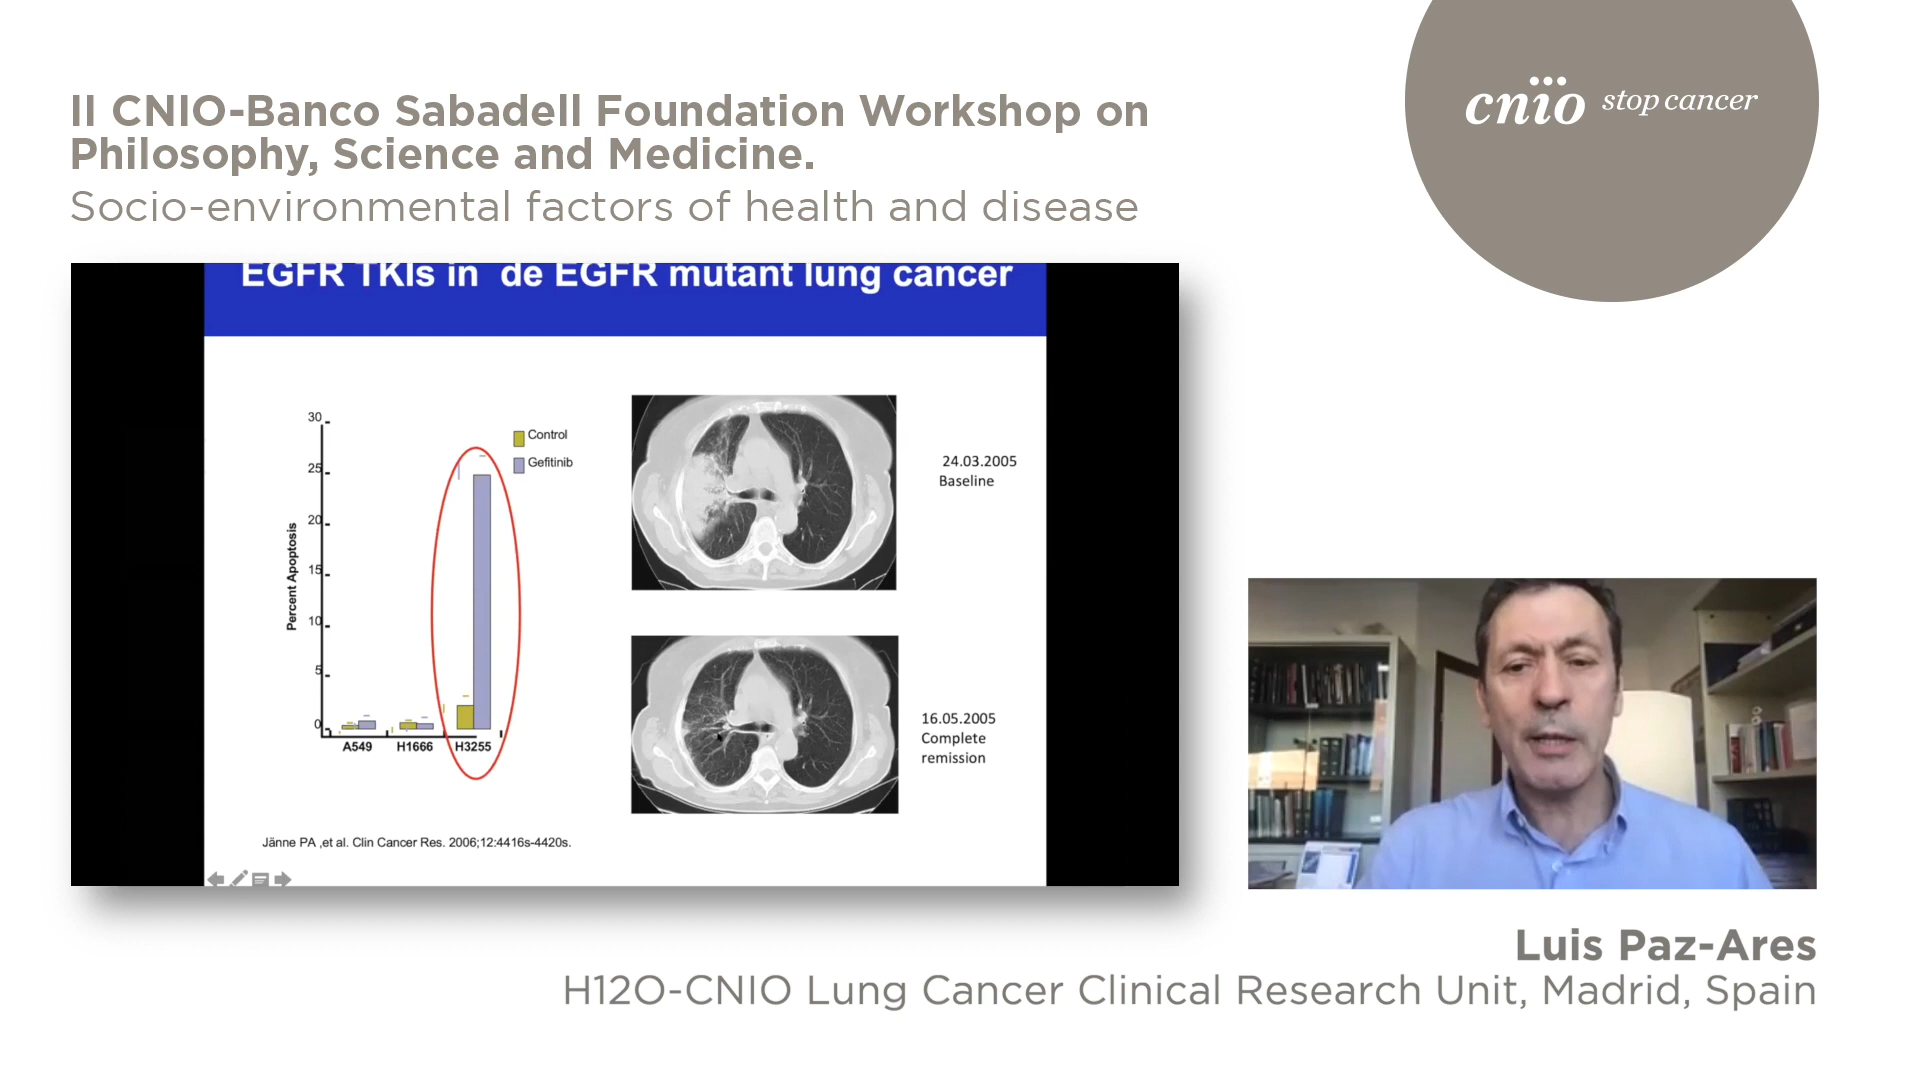 II CNIO-Banco Sabadell Foundation Workshop on
Philosophy, Science and Medicine.
Socio-environmental factors of health and disease
cnio stop cancer
EGFR TKIs in de EGFR mutant lung cancer
30
25
20
15
10
5
0
Percent Apoptosis
Control
Gefitinib
A549 H1666 H3255
24.03.2005
Baseline
16.05.2005
Complete
remission
Jänne PA ,et al. Clin Cancer Res. 2006;12:4416s-4420s.
Luis Paz-Ares
H12O-CNIO Lung Cancer Clinical Research Unit, Madrid, Spain